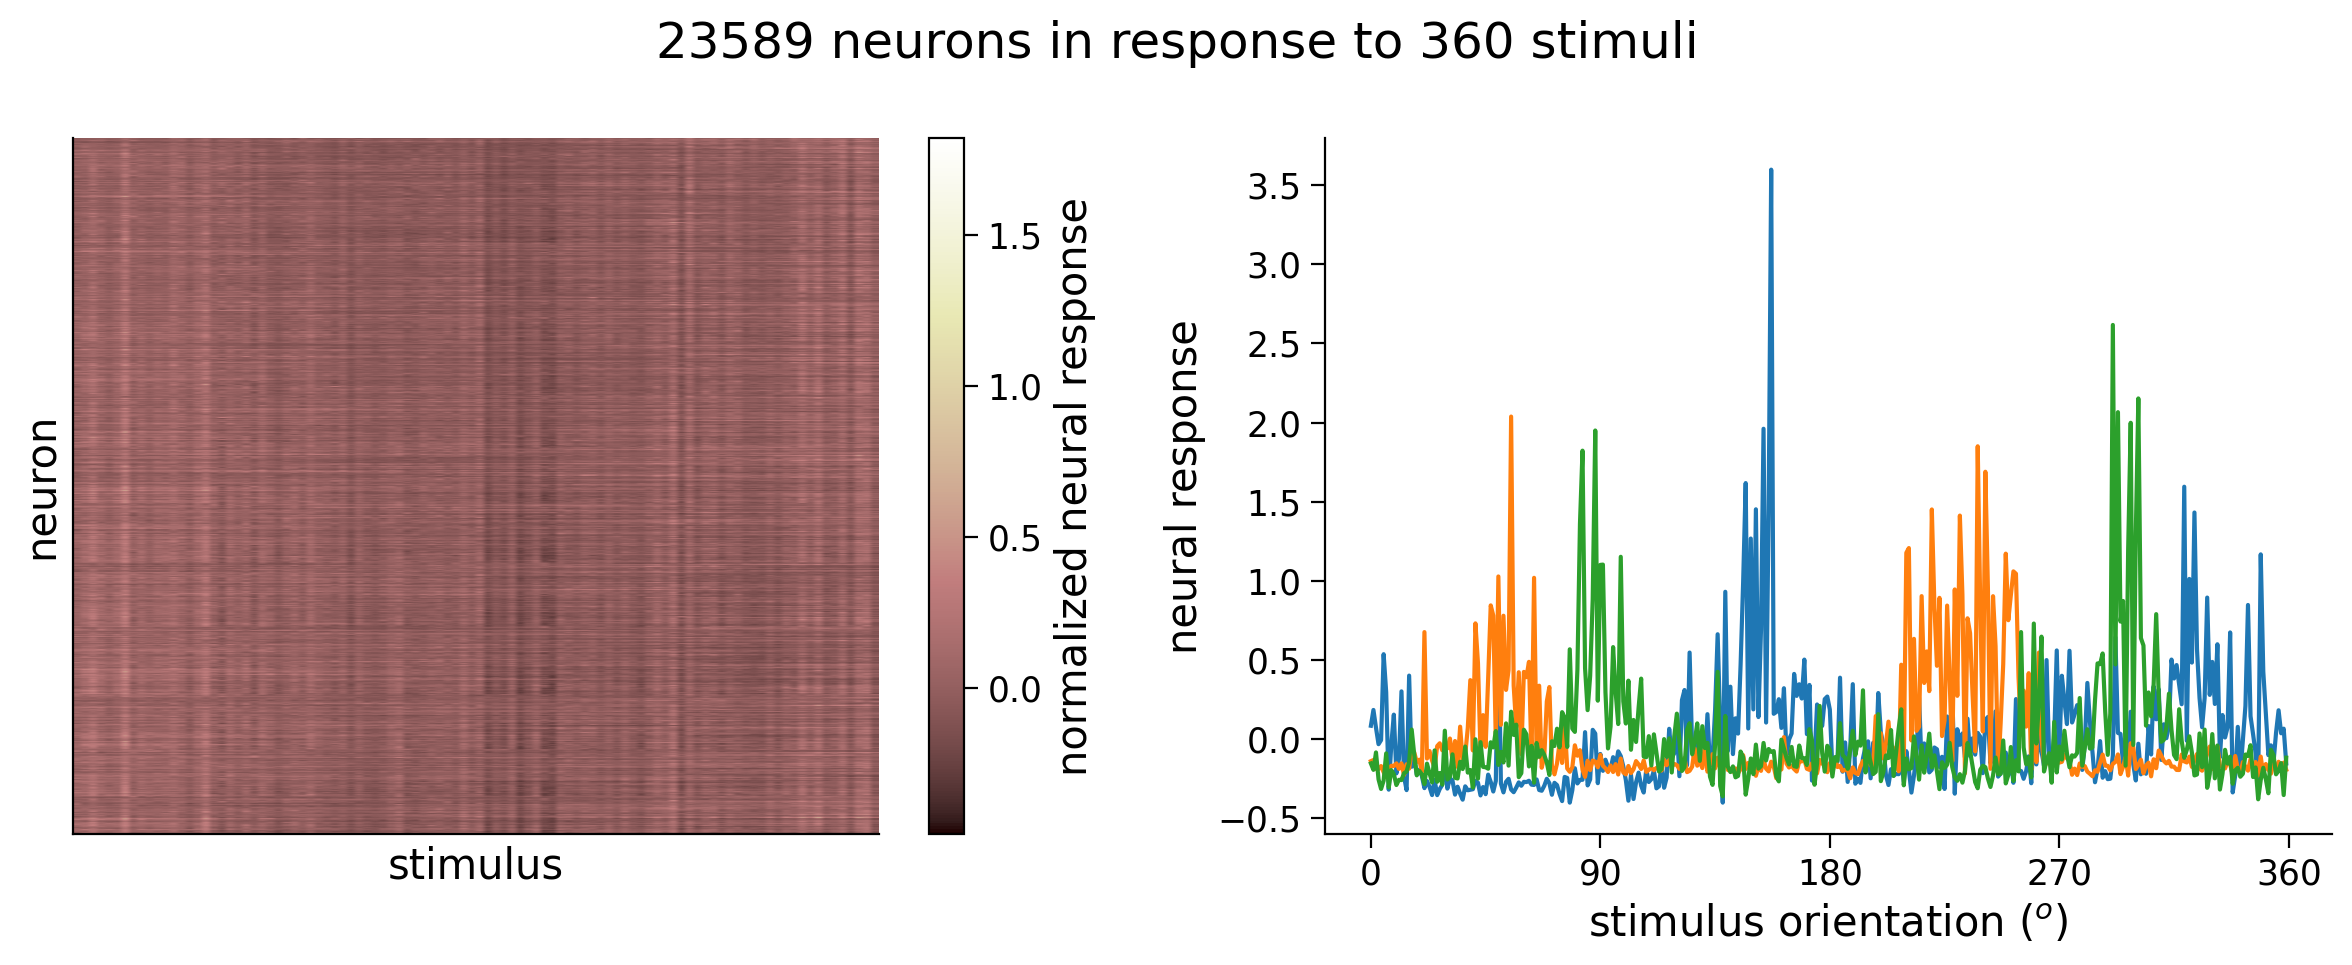 23589 neurons in response to 360 stimuli
neuron
stimulus
1.5
1.0
0.5
0.0
normalized neural response
neural response
3.5
3.0
2.5
2.0
1.5
1.0
0.5
0.0
−0.5
0 90 180 270 360
stimulus orientation (o)